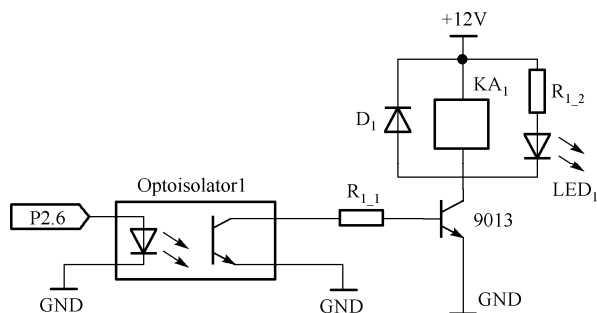 +12V
KA₁
R₁_₂
D₁
LED₁
Optoisolator1
R₁_₁
P2.6
9013
GND
GND
GND